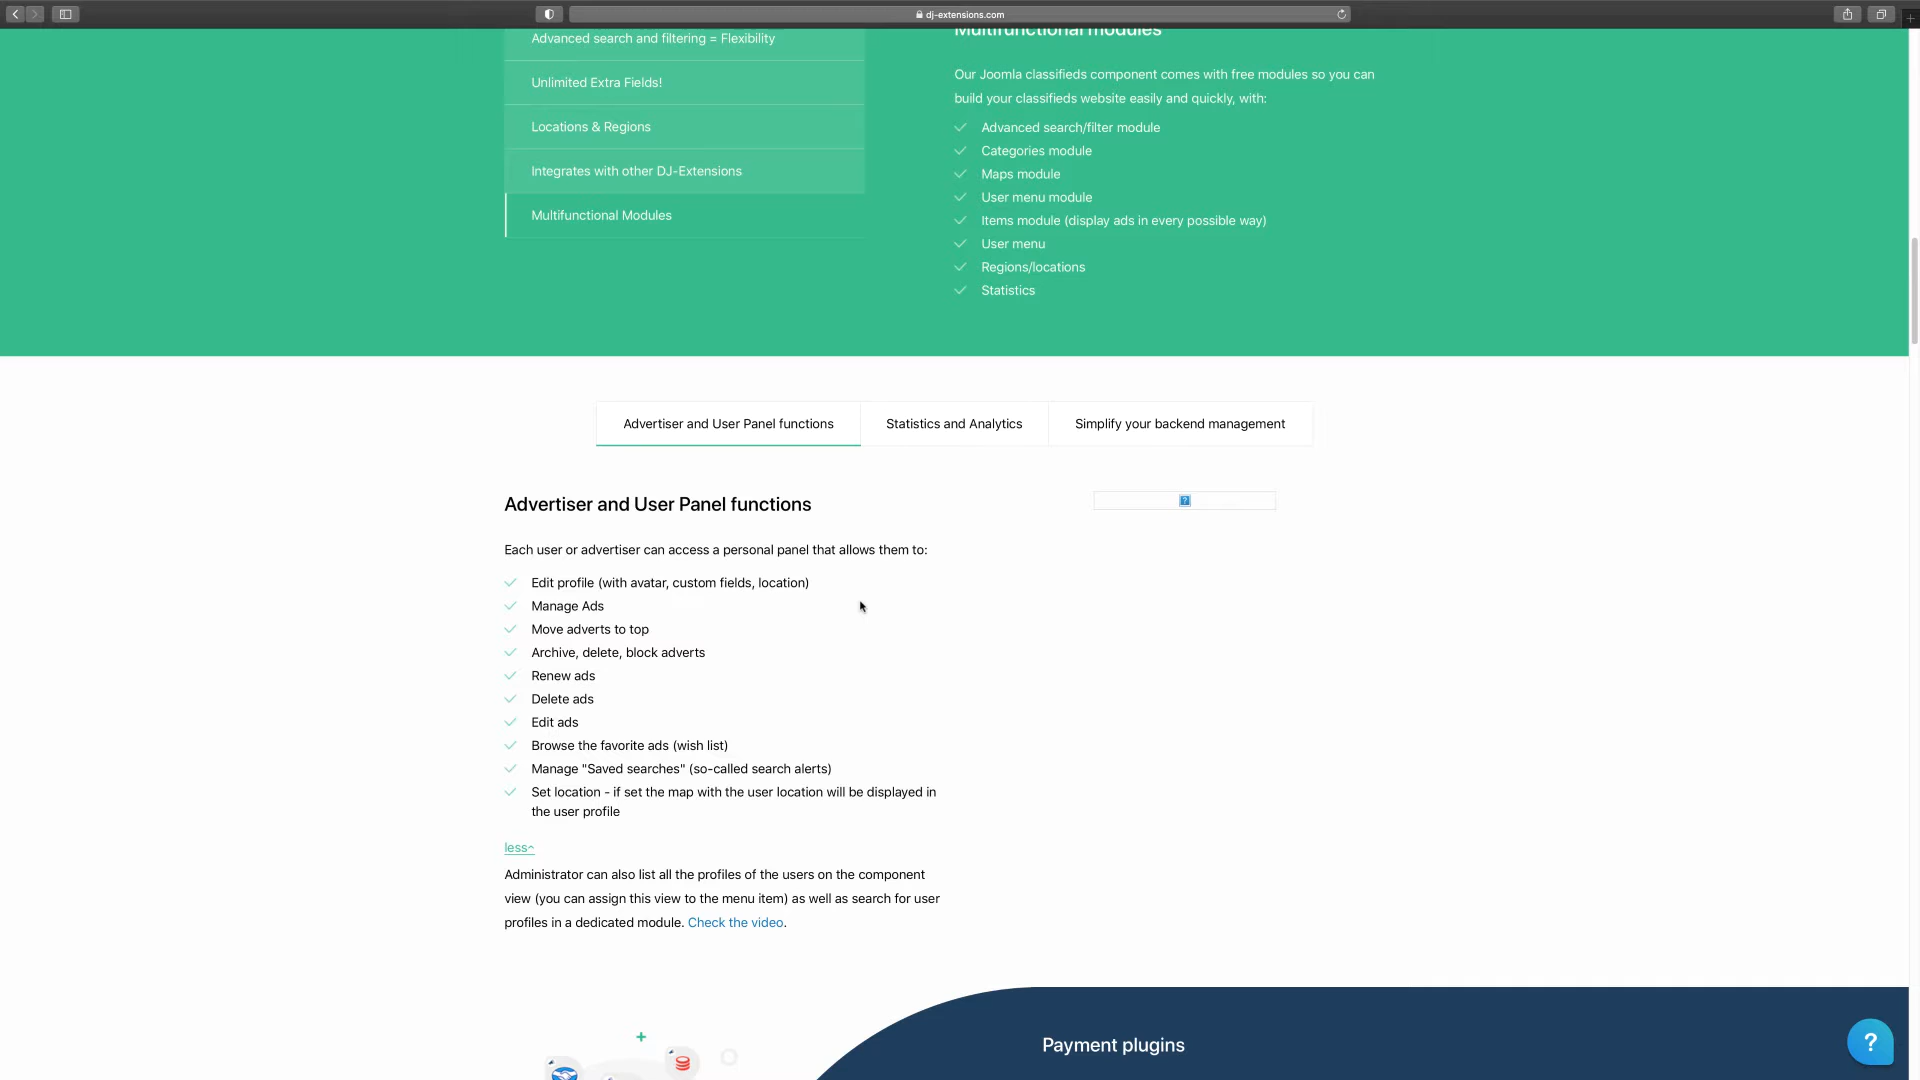 dj-extensions.com
Advanced search and filtering = Flexibility
Unlimited Extra Fields!
Locations & Regions
Integrates with other DJ-Extensions
Multifunctional Modules
Multifunctional modules
Our Joomla classifieds component comes with free modules so you can
build your classifieds website easily and quickly, with:
Advanced search/filter module
Categories module
Maps module
User menu module
Items module (display ads in every possible way)
User menu
Regions/locations
Statistics
Advertiser and User Panel functions
Statistics and Analytics
Simplify your backend management
Advertiser and User Panel functions
Each user or advertiser can access a personal panel that allows them to:
Edit profile (with avatar, custom fields, location)
Manage Ads
Move adverts to top
Archive, delete, block adverts
Renew ads
Delete ads
Edit ads
Browse the favorite ads (wish list)
Manage "Saved searches" (so-called search alerts)
Set location - if set the map with the user location will be displayed in
the user profile
less^
Administrator can also list all the profiles of the users on the component
view (you can assign this view to the menu item) as well as search for user
profiles in a dedicated module. Check the video.
Payment plugins
?